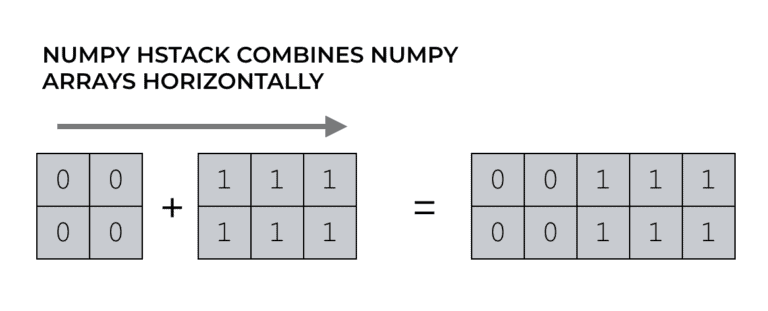 NUMPY HSTACK COMBINES NUMPY
ARRAYS HORIZONTALLY
0 0 + 1 1 1 = 0 0 1 1 1
0 0 1 1 1 0 0 1 1 1